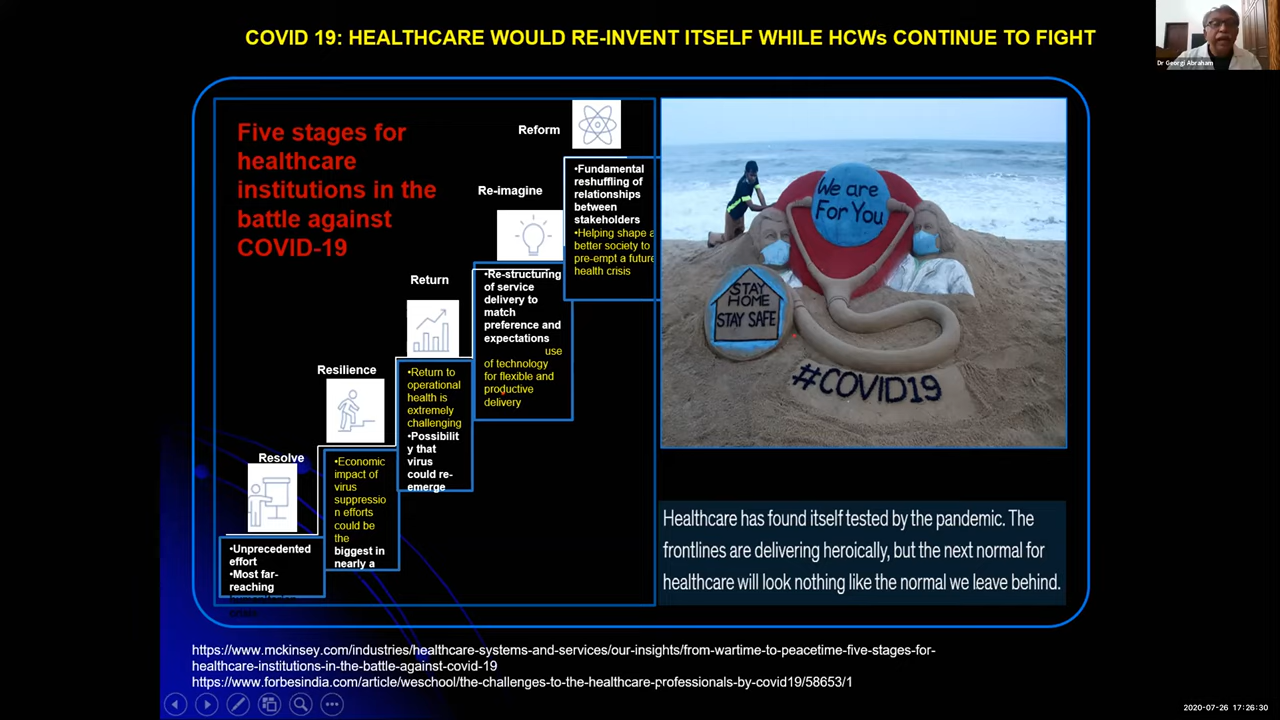 COVID 19: HEALTHCARE WOULD RE-INVENT ITSELF WHILE HCWs CONTINUE TO FIGHT
Dr Georgi Abraham
Five stages for
healthcare
institutions in the
battle against
COVID-19
Reform
•Fundamental
reshuffling of
relationships
between
stakeholders
•Helping shape a
better society to
pre-empt a future
health crisis
Re-imagine
•Re-structuring
of service
delivery to
match
preference and
expectations
use
of technology
for flexible and
productive
delivery
Return
•Return to
operational
health is
extremely
challenging
•Possibilit
y that
virus
could re-
emerge
Resilience
•Economic
impact of
virus
suppressio
n efforts
could be
the
biggest in
nearly a
Resolve
•Unprecedented
effort
•Most far-
reaching
We are
For You
STAY
HOME
STAY SAFE
#COVID19
Healthcare has found itself tested by the pandemic. The
frontlines are delivering heroically, but the next normal for
healthcare will look nothing like the normal we leave behind.
https://www.mckinsey.com/industries/healthcare-systems-and-services/our-insights/from-wartime-to-peacetime-five-stages-for-
healthcare-institutions-in-the-battle-against-covid-19
https://www.forbesindia.com/article/weschool/the-challenges-to-the-healthcare-professionals-by-covid19/58653/1
2020-07-26 17:26:30